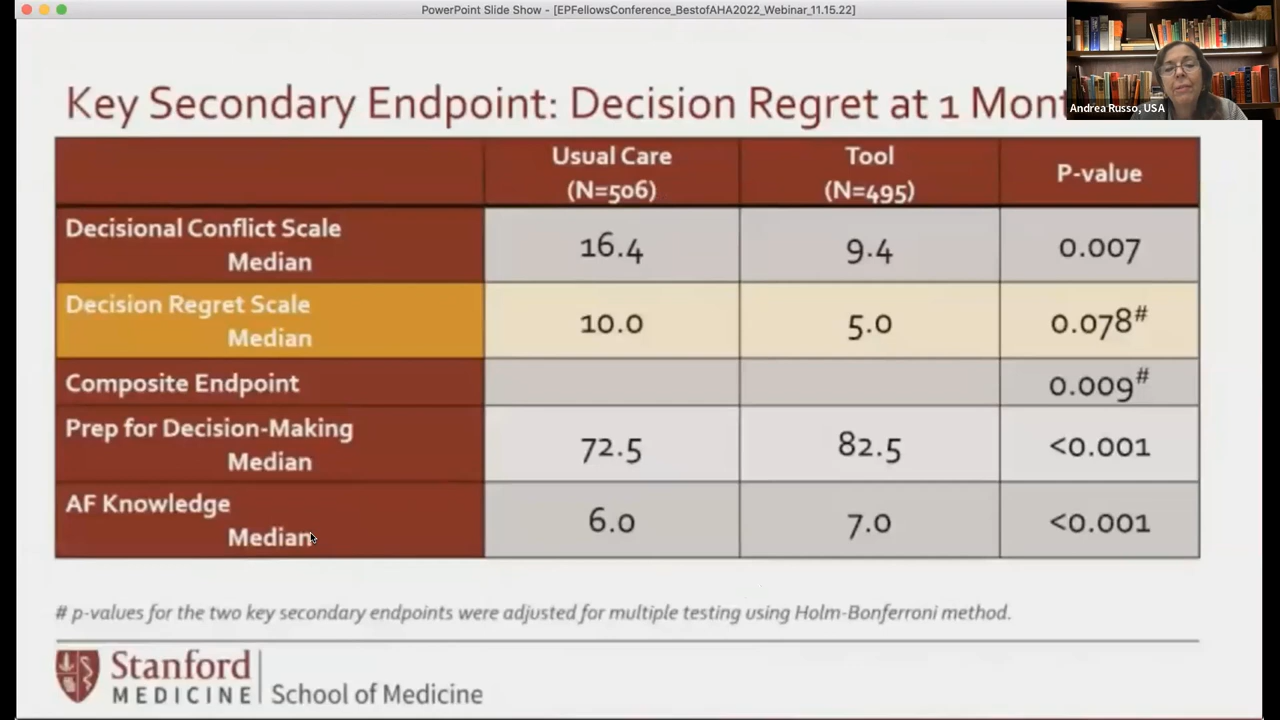 PowerPoint Slide Show - [EPFellowsConference_BestofAHA2022_Webinar_11.15.22]
Key Secondary Endpoint: Decision Regret at 1 Mont
Andrea Russo, USA
Usual Care
(N=506)
Tool
(N=495)
P-value
Decisional Conflict Scale
Median
16.4
9.4
0.007
Decision Regret Scale
Median
10.0
5.0
0.078#
Composite Endpoint
0.009#
Prep for Decision-Making
Median
72.5
82.5
<0.001
AF Knowledge
Median
6.0
7.0
<0.001
# p-values for the two key secondary endpoints were adjusted for multiple testing using Holm-Bonferroni method.
Stanford
MEDICINE
School of Medicine